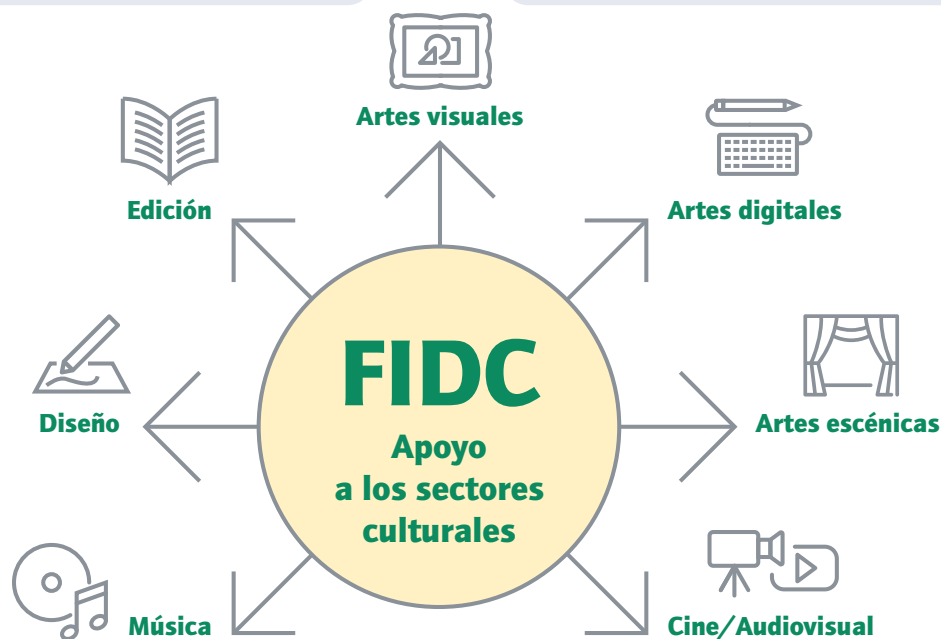 Artes visuales
Edición
Artes digitales
FIDC
Apoyo
a los sectores
culturales
Diseño
Artes escénicas
Música
Cine/Audiovisual